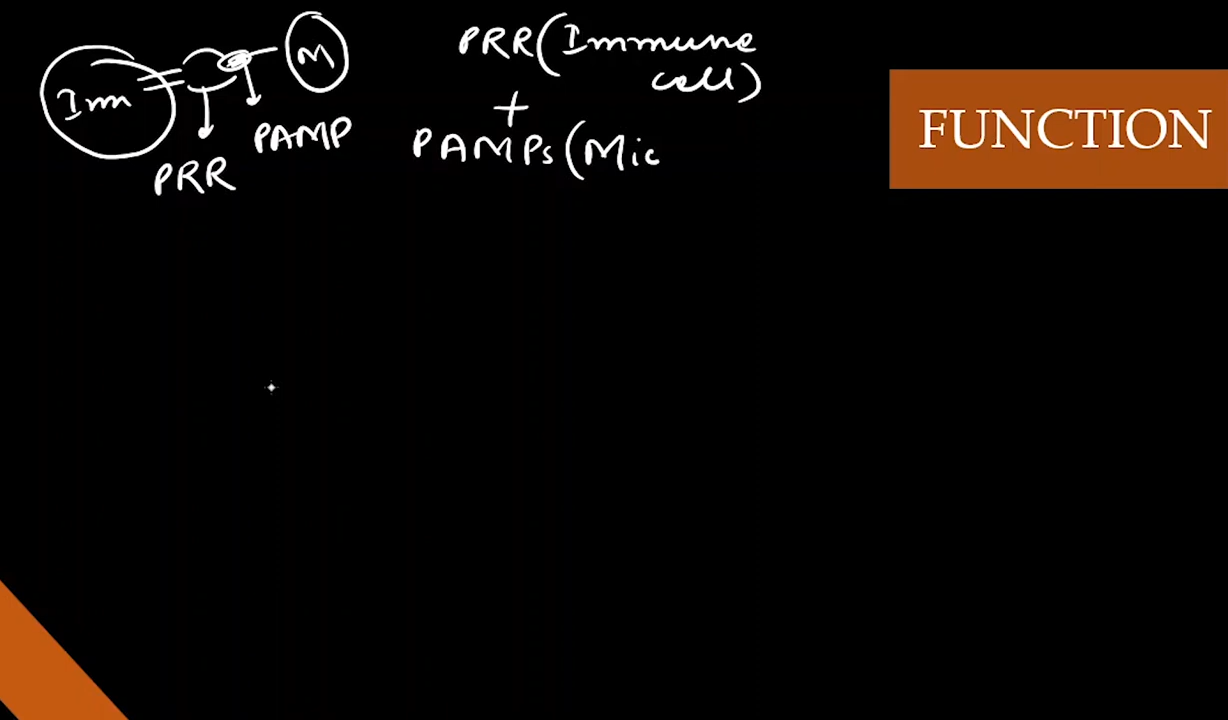 Imm
M
PAMP
PRR
PRR (Immune
cell)
+
PAMPs (Mic
FUNCTION